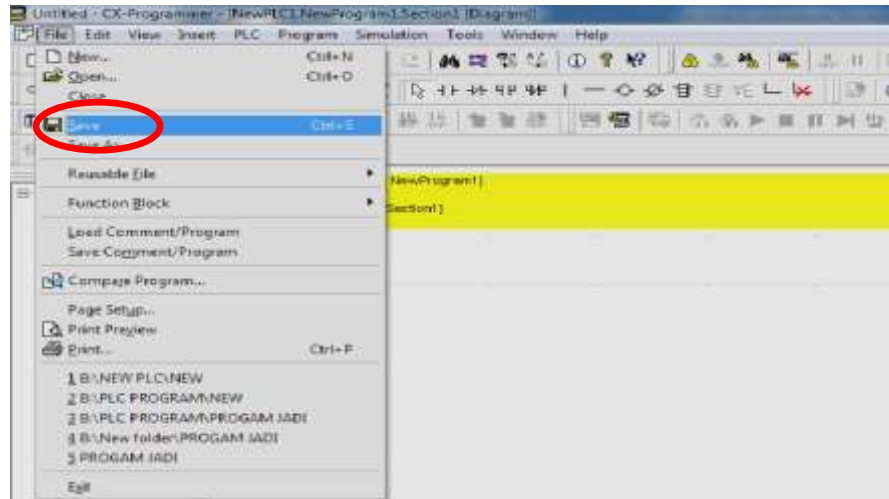 Untitled - CX-Programmer - [NewPLC1.NewProgram1.Section1 [Diagram]]
File Edit View Insert PLC Program Simulation Tools Window Help
New... Ctrl+N
Open... Ctrl+O
Close
Save Ctrl+S
Save As...
Reusable File
NewProgram1]
Function Block
Section1]
Load Comment/Program
Save Comment/Program
Compare Program...
Page Setup...
Print Preview
Print... Ctrl+P
1 B:\NEW PLC\NEW
2 B:\PLC PROGRAM\NEW
3 B:\PLC PROGRAM\PROGAM JADI
4 B:\New folder\PROGAM JADI
5 PROGAM JADI
Exit